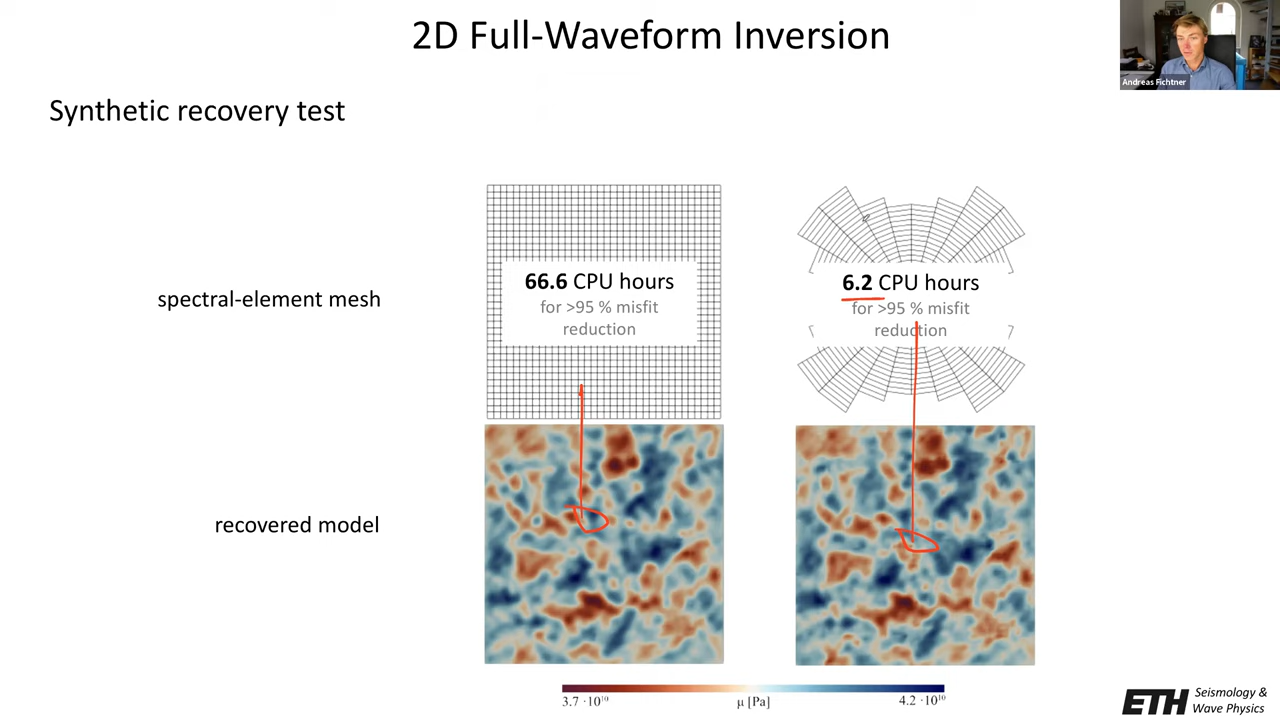 2D Full-Waveform Inversion
Andreas Fichtner
Synthetic recovery test
66.6 CPU hours
for >95 % misfit
reduction
6.2 CPU hours
for >95 % misfit
reduction
spectral-element mesh
recovered model
3.7 ·10¹⁰
μ [Pa]
4.2 ·10¹⁰
ETH
Seismology &
Wave Physics